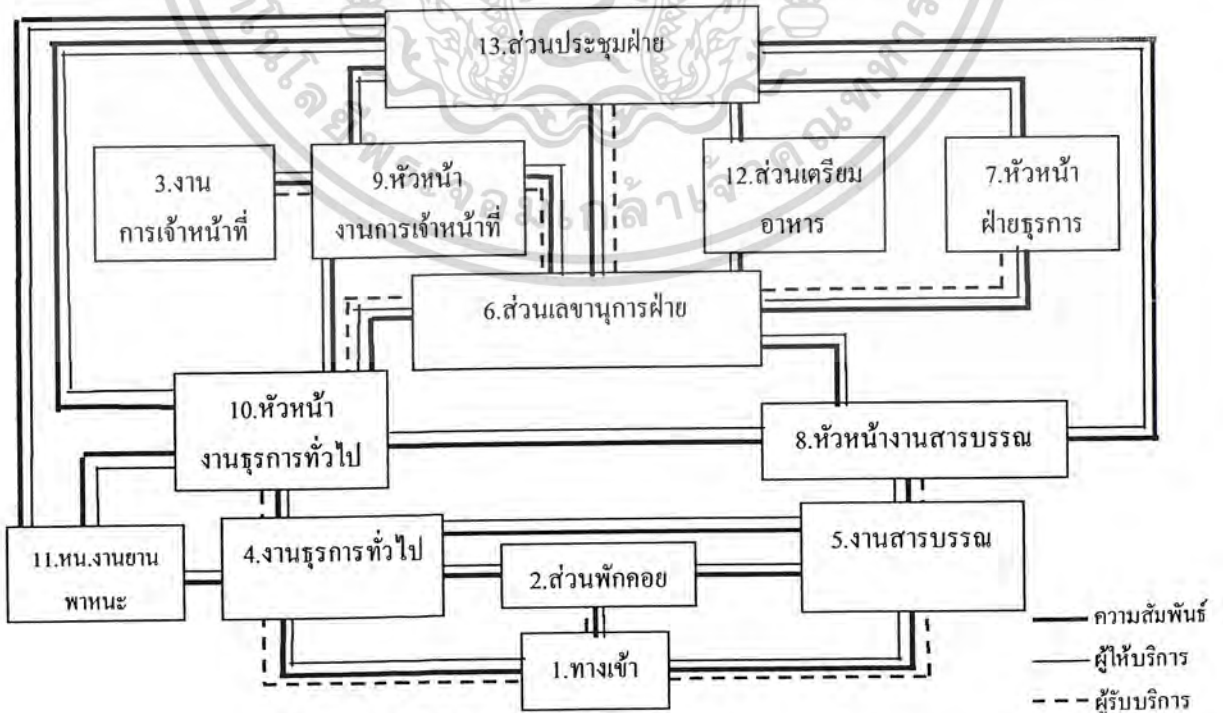 13.ส่วนประชุมฝ่าย
3.งาน
การเจ้าหน้าที่
9.หัวหน้า
งานการเจ้าหน้าที่
12.ส่วนเตรียม
อาหาร
7.หัวหน้า
ฝ่ายธุรการ
6.ส่วนเลขานุการฝ่าย
10.หัวหน้า
งานธุรการทั่วไป
8.หัวหน้างานสารบรรณ
11.หน.งานยาน
พาหนะ
4.งานธุรการทั่วไป
2.ส่วนพักคอย
5.งานสารบรรณ
1.ทางเข้า
ความสัมพันธ์
ผู้ให้บริการ
ผู้รับบริการ